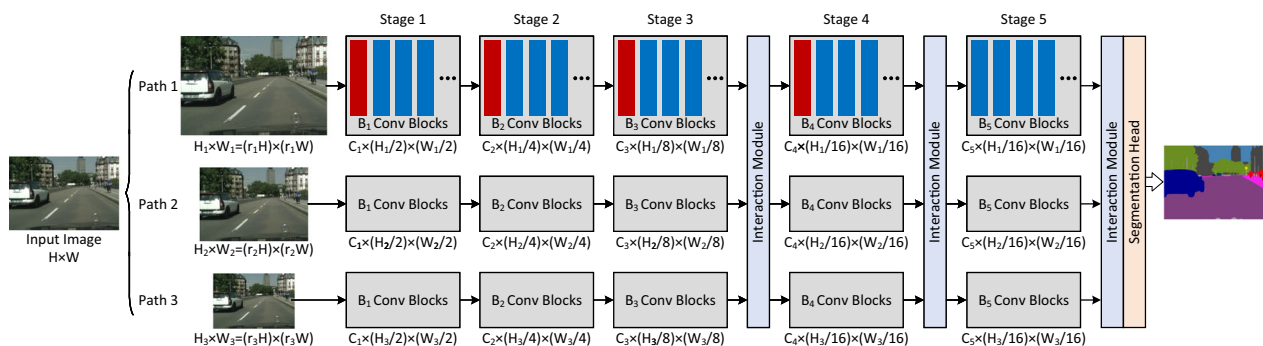 Stage 1
Stage 2
Stage 3
Stage 4
Stage 5
Path 1
H₁×W₁=(r₁H)×(r₁W)
B₁ Conv Blocks
C₁×(H₁/2)×(W₁/2)
B₂ Conv Blocks
C₂×(H₁/4)×(W₁/4)
B₃ Conv Blocks
C₃×(H₁/8)×(W₁/8)
Interaction Module
B₄ Conv Blocks
C₄×(H₁/16)×(W₁/16)
Interaction Module
B₅ Conv Blocks
C₅×(H₁/16)×(W₁/16)
Interaction Module
Segmentation Head
Input Image
H×W
Path 2
H₂×W₂=(r₂H)×(r₂W)
B₁ Conv Blocks
C₁×(H₂/2)×(W₂/2)
B₂ Conv Blocks
C₂×(H₂/4)×(W₂/4)
B₃ Conv Blocks
C₃×(H₂/8)×(W₂/8)
B₄ Conv Blocks
C₄×(H₂/16)×(W₂/16)
B₅ Conv Blocks
C₅×(H₂/16)×(W₂/16)
Path 3
H₃×W₃=(r₃H)×(r₃W)
B₁ Conv Blocks
C₁×(H₃/2)×(W₃/2)
B₂ Conv Blocks
C₂×(H₃/4)×(W₃/4)
B₃ Conv Blocks
C₃×(H₃/8)×(W₃/8)
B₄ Conv Blocks
C₄×(H₃/16)×(W₃/16)
B₅ Conv Blocks
C₅×(H₃/16)×(W₃/16)